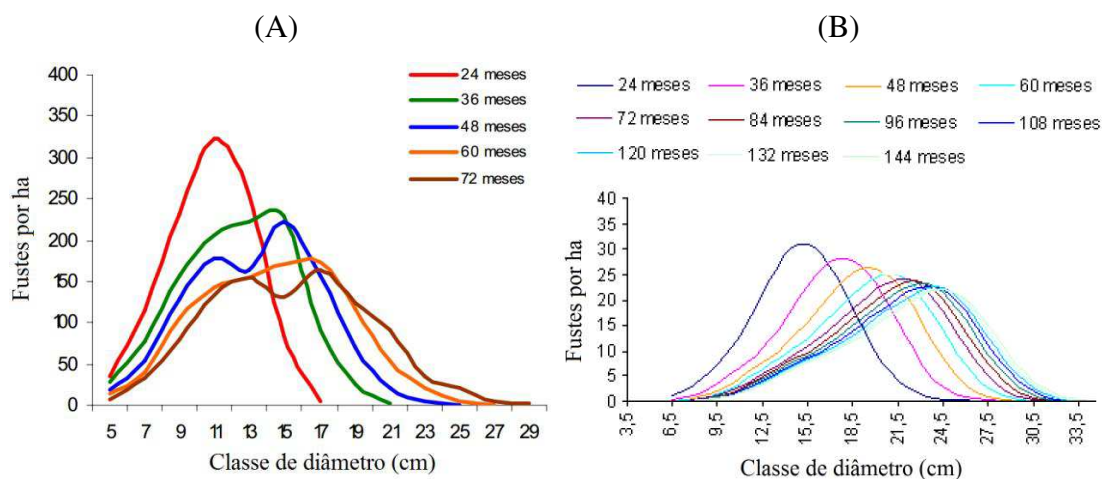 (A)
(B)
400
350
300
250
200
150
100
50
0
Fustes por ha
24 meses
36 meses
48 meses
60 meses
72 meses
5 7 9 11 13 15 17 19 21 23 25 27 29
Classe de diâmetro (cm)
24 meses 36 meses 48 meses 60 meses
72 meses 84 meses 96 meses 108 meses
120 meses 132 meses 144 meses
40
35
30
25
20
15
10
5
0
Fustes por ha
3,5 6,5 9,5 12,5 15,5 18,5 21,5 24,5 27,5 30,5 33,5
Classe de diâmetro (cm)